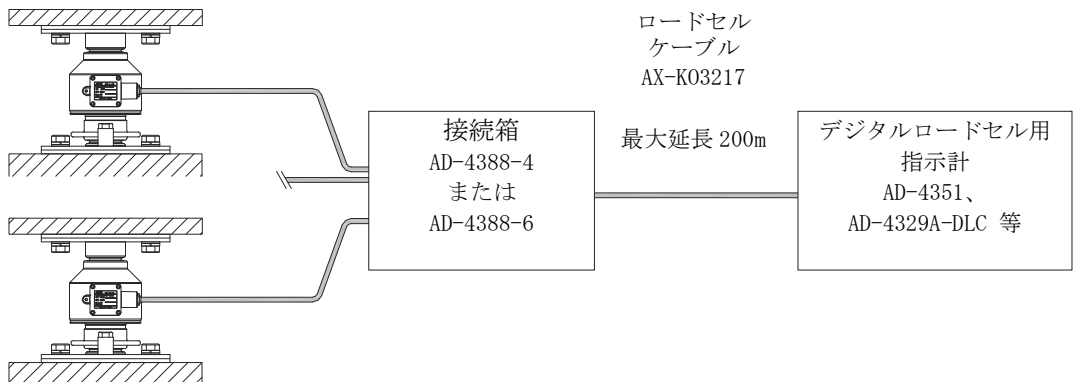 ロードセル
ケーブル
AX-KO3217
最大延長 200m
接続箱
AD-4388-4
または
AD-4388-6
デジタルロードセル用
指示計
AD-4351、
AD-4329A-DLC 等